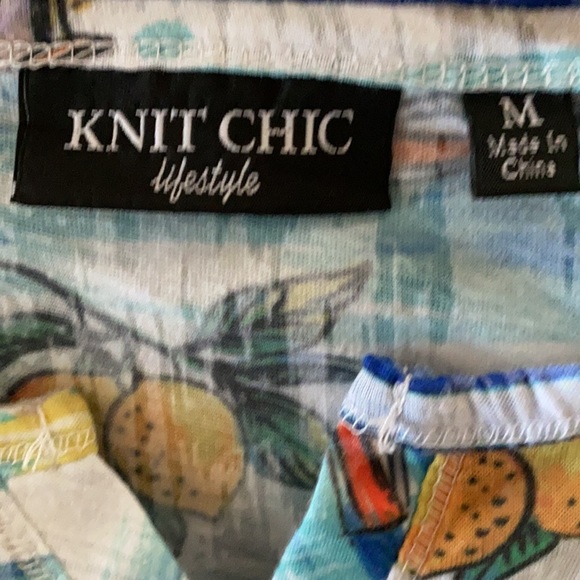 KNIT CHIC
lifestyle
M
Made in
China